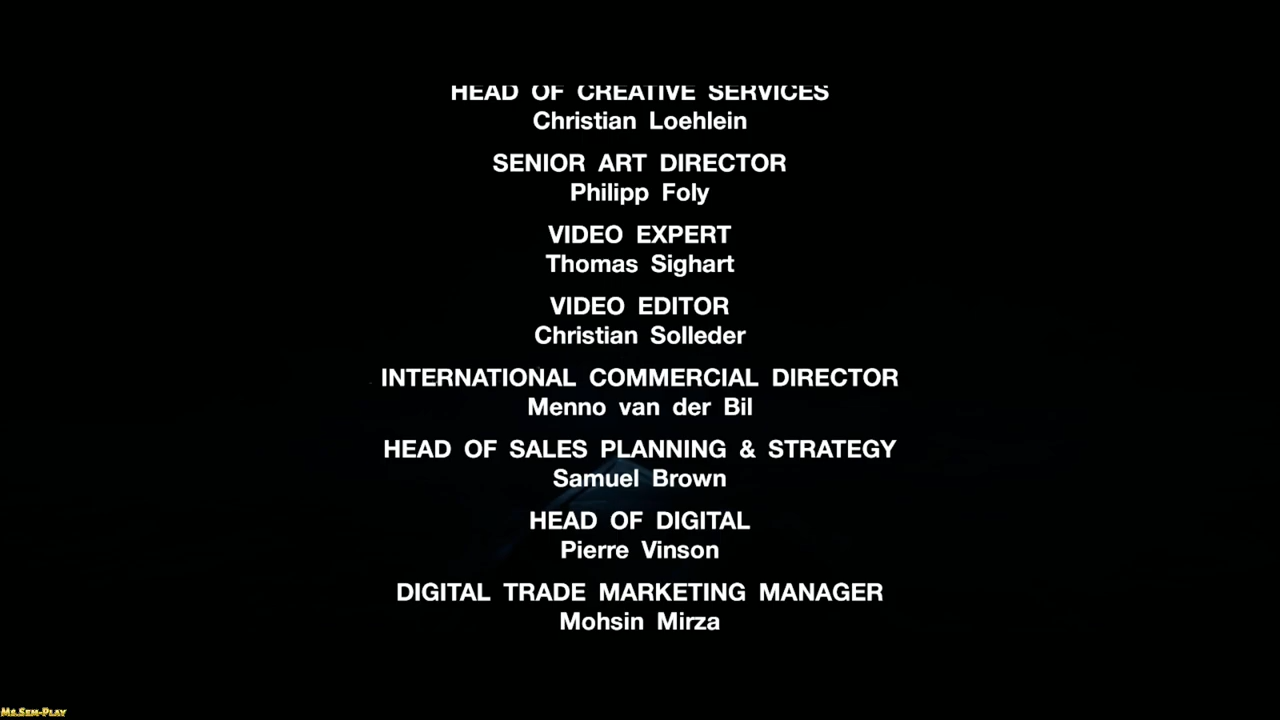 HEAD OF CREATIVE SERVICES
Christian Loehlein
SENIOR ART DIRECTOR
Philipp Foly
VIDEO EXPERT
Thomas Sighart
VIDEO EDITOR
Christian Solleder
INTERNATIONAL COMMERCIAL DIRECTOR
Menno van der Bil
HEAD OF SALES PLANNING & STRATEGY
Samuel Brown
HEAD OF DIGITAL
Pierre Vinson
DIGITAL TRADE MARKETING MANAGER
Mohsin Mirza
Ms.Sem-Play